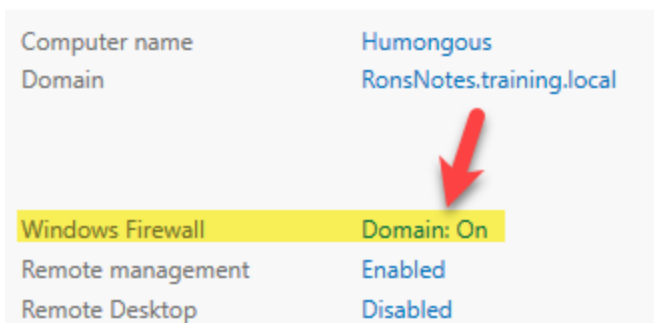 Computer name Humongous
Domain RonsNotes.training.local
Windows Firewall Domain: On
Remote management Enabled
Remote Desktop Disabled